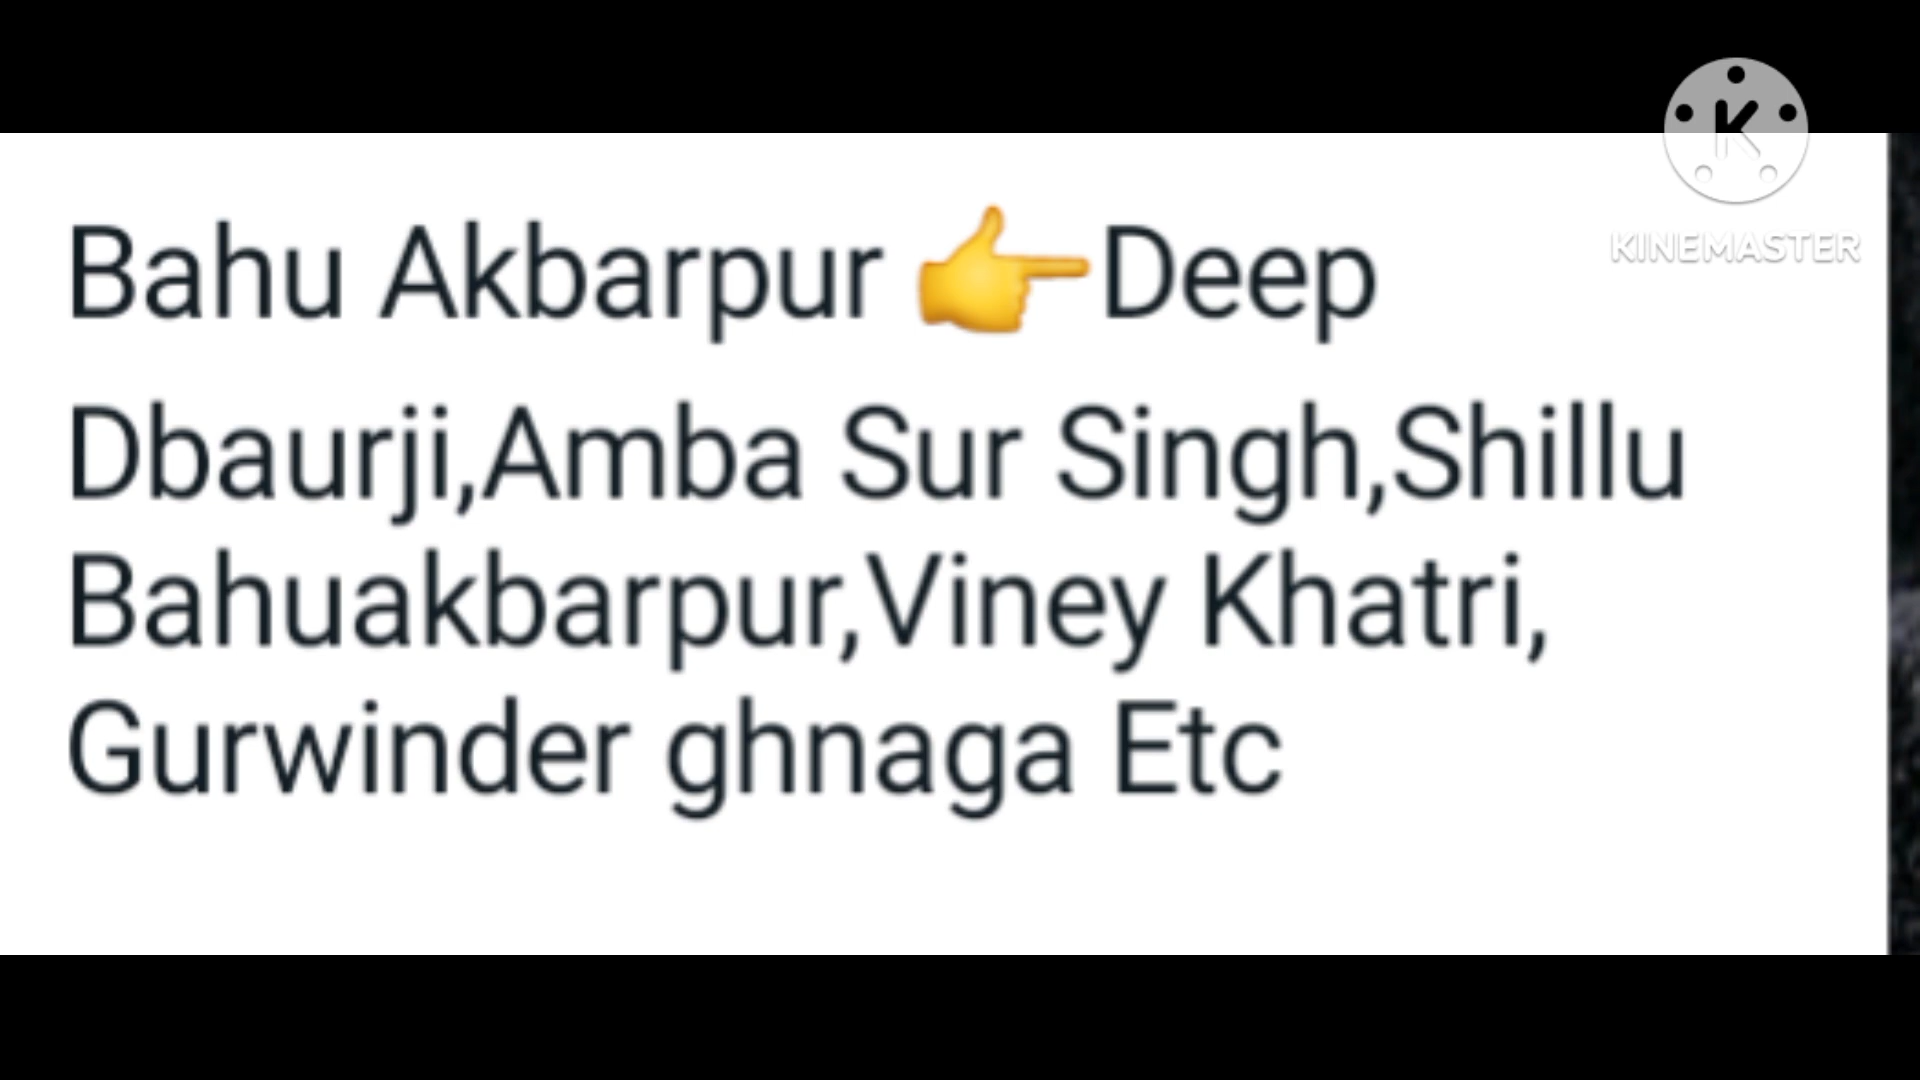 Bahu Akbarpur 👉Deep
Dbaurji,Amba Sur Singh,Shillu
Bahuakbarpur,Viney Khatri,
Gurwinder ghnaga Etc
K
KINEMASTER